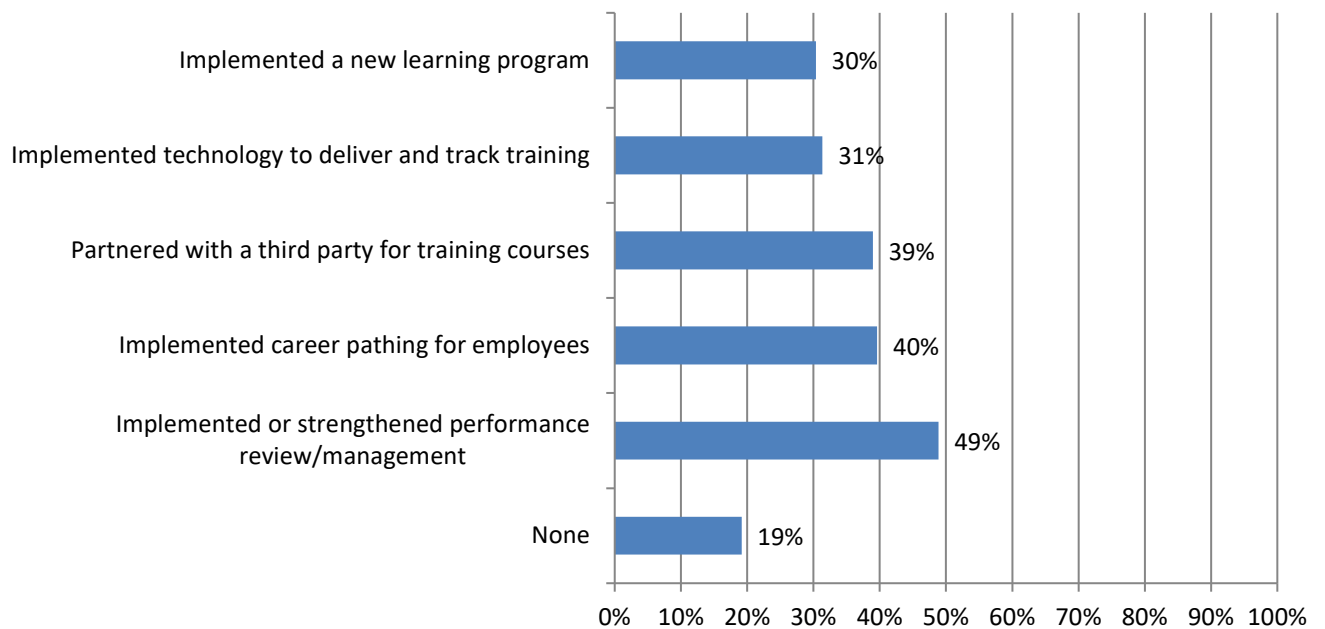 Implemented a new learning program
30%
Implemented technology to deliver and track training
31%
Partnered with a third party for training courses
39%
Implemented career pathing for employees
40%
Implemented or strengthened performance
review/management
49%
None
19%
0% 10% 20% 30% 40% 50% 60% 70% 80% 90% 100%